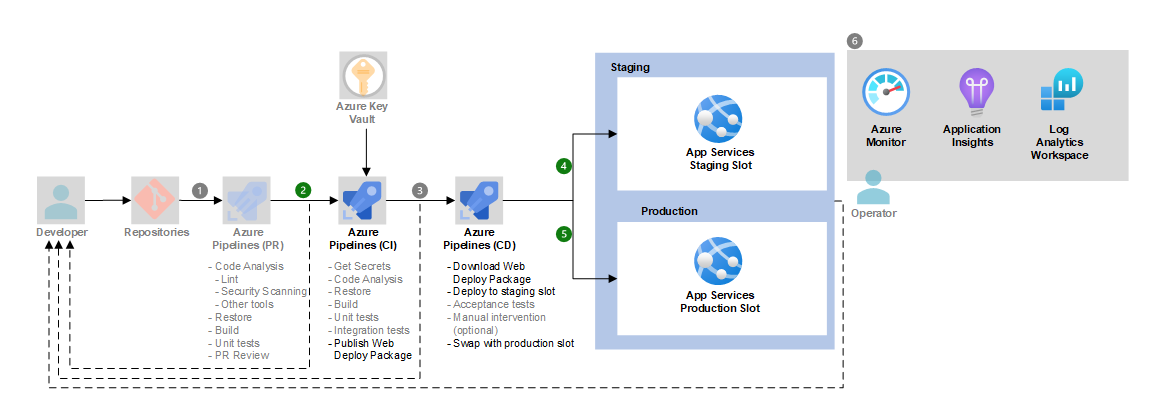 6
Staging
Azure Key
Vault
Azure
Monitor
Application
Insights
Log
Analytics
Workspace
App Services
Staging Slot
4
1
2
3
Operator
Production
5
Developer
Repositories
Azure
Pipelines (PR)
Azure
Pipelines (CI)
Azure
Pipelines (CD)
- Code Analysis
- Lint
- Security Scanning
- Other tools
- Restore
- Build
- Unit tests
- PR Review
- Get Secrets
- Code Analysis
- Restore
- Build
- Unit tests
- Integration tests
- Publish Web
Deploy Package
- Download Web
Deploy Package
- Deploy to staging slot
- Acceptance tests
- Manual intervention
(optional)
- Swap with production slot
App Services
Production Slot